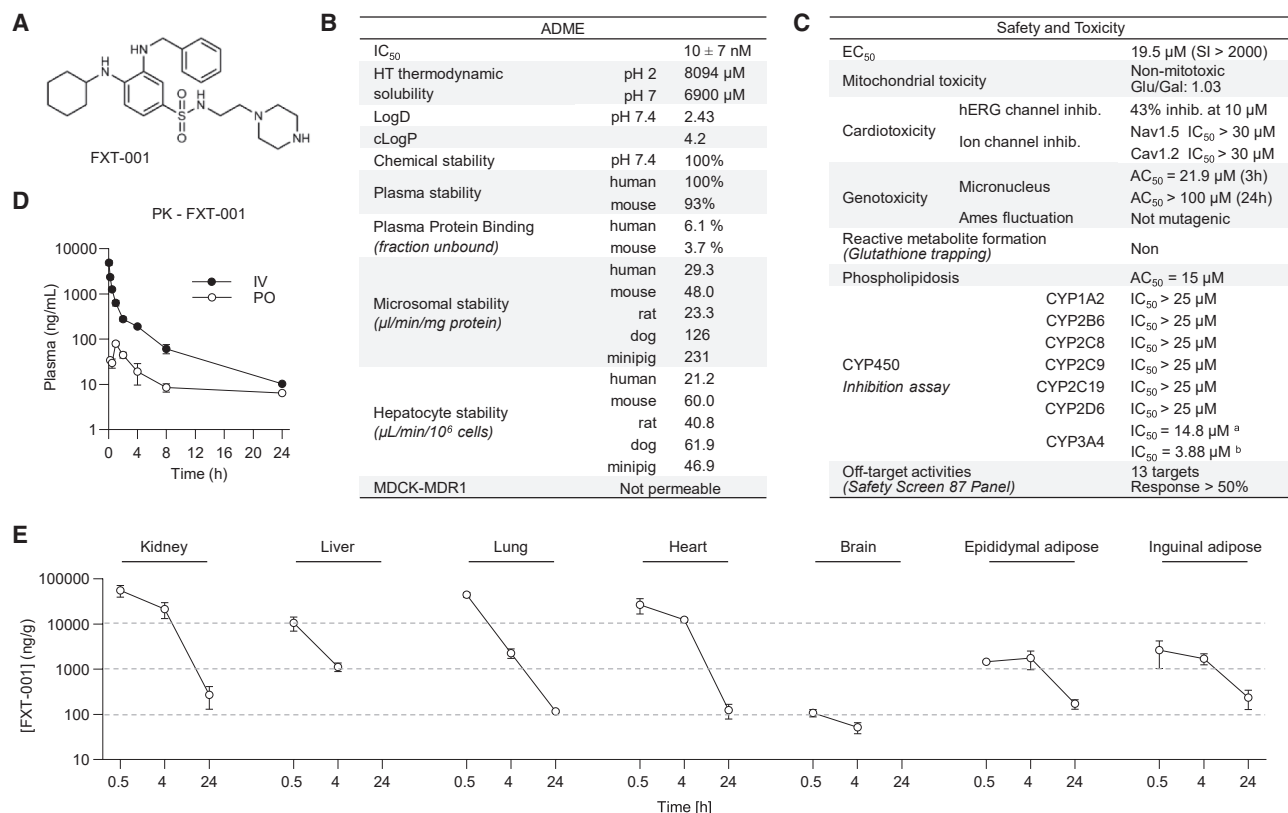 A
HN
NH
O
S
O
H
N
N
NH
FXT-001
B
ADME
IC50 10 ± 7 nM
HT thermodynamic solubility pH 2 8094 µM
pH 7 6900 µM
LogD pH 7.4 2.43
cLogP 4.2
Chemical stability pH 7.4 100%
Plasma stability human 100%
mouse 93%
Plasma Protein Binding human 6.1 %
(fraction unbound) mouse 3.7 %
Microsomal stability
(µl/min/mg protein)
human 29.3
mouse 48.0
rat 23.3
dog 126
minipig 231
Hepatocyte stability
(µL/min/10⁶ cells)
human 21.2
mouse 60.0
rat 40.8
dog 61.9
minipig 46.9
MDCK-MDR1 Not permeable
C
Safety and Toxicity
EC50 19.5 µM (SI > 2000)
Mitochondrial toxicity Non-mitotoxic
Glu/Gal: 1.03
Cardiotoxicity
hERG channel inhib. 43% inhib. at 10 µM
Ion channel inhib. Nav1.5 IC50 > 30 µM
Cav1.2 IC50 > 30 µM
Genotoxicity
Micronucleus AC50 = 21.9 µM (3h)
AC50 > 100 µM (24h)
Ames fluctuation Not mutagenic
Reactive metabolite formation
(Glutathione trapping) Non
Phospholipidosis AC50 = 15 µM
CYP450
Inhibition assay
CYP1A2 IC50 > 25 µM
CYP2B6 IC50 > 25 µM
CYP2C8 IC50 > 25 µM
CYP2C9 IC50 > 25 µM
CYP2C19 IC50 > 25 µM
CYP2D6 IC50 > 25 µM
CYP3A4 IC50 = 14.8 µM a
IC50 = 3.88 µM b
Off-target activities 13 targets
(Safety Screen 87 Panel) Response > 50%
D
PK - FXT-001
Plasma (ng/mL)
10000
1000
100
10
1
IV
PO
0 4 8 12 16 20 24
Time (h)
E
Kidney Liver Lung Heart Brain Epididymal adipose Inguinal adipose
[FXT-001] (ng/g)
100000
10000
1000
100
10
0.5 4 24 0.5 4 24 0.5 4 24 0.5 4 24 0.5 4 24 0.5 4 24 0.5 4 24
Time [h]